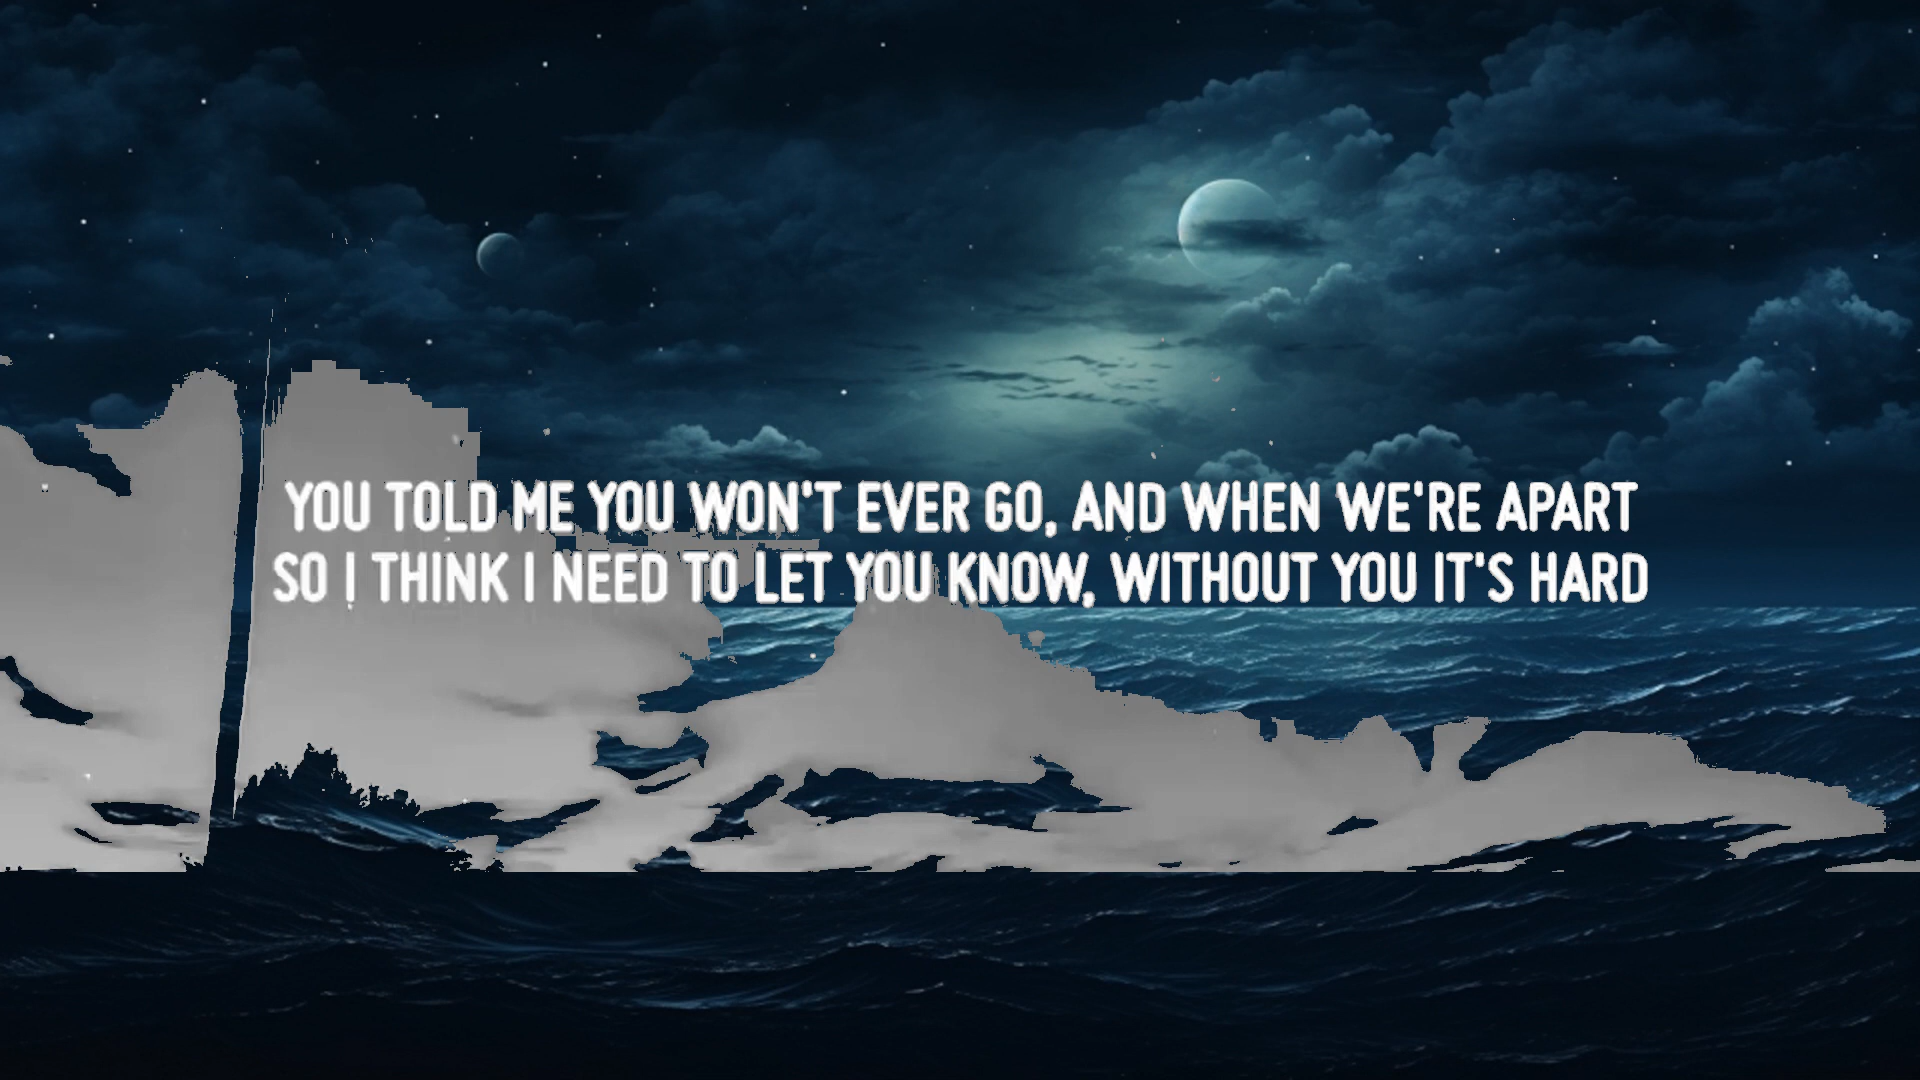 YOU TOLD ME YOU WON'T EVER GO, AND WHEN WE'RE APART
SO I THINK I NEED TO LET YOU KNOW, WITHOUT YOU IT'S HARD